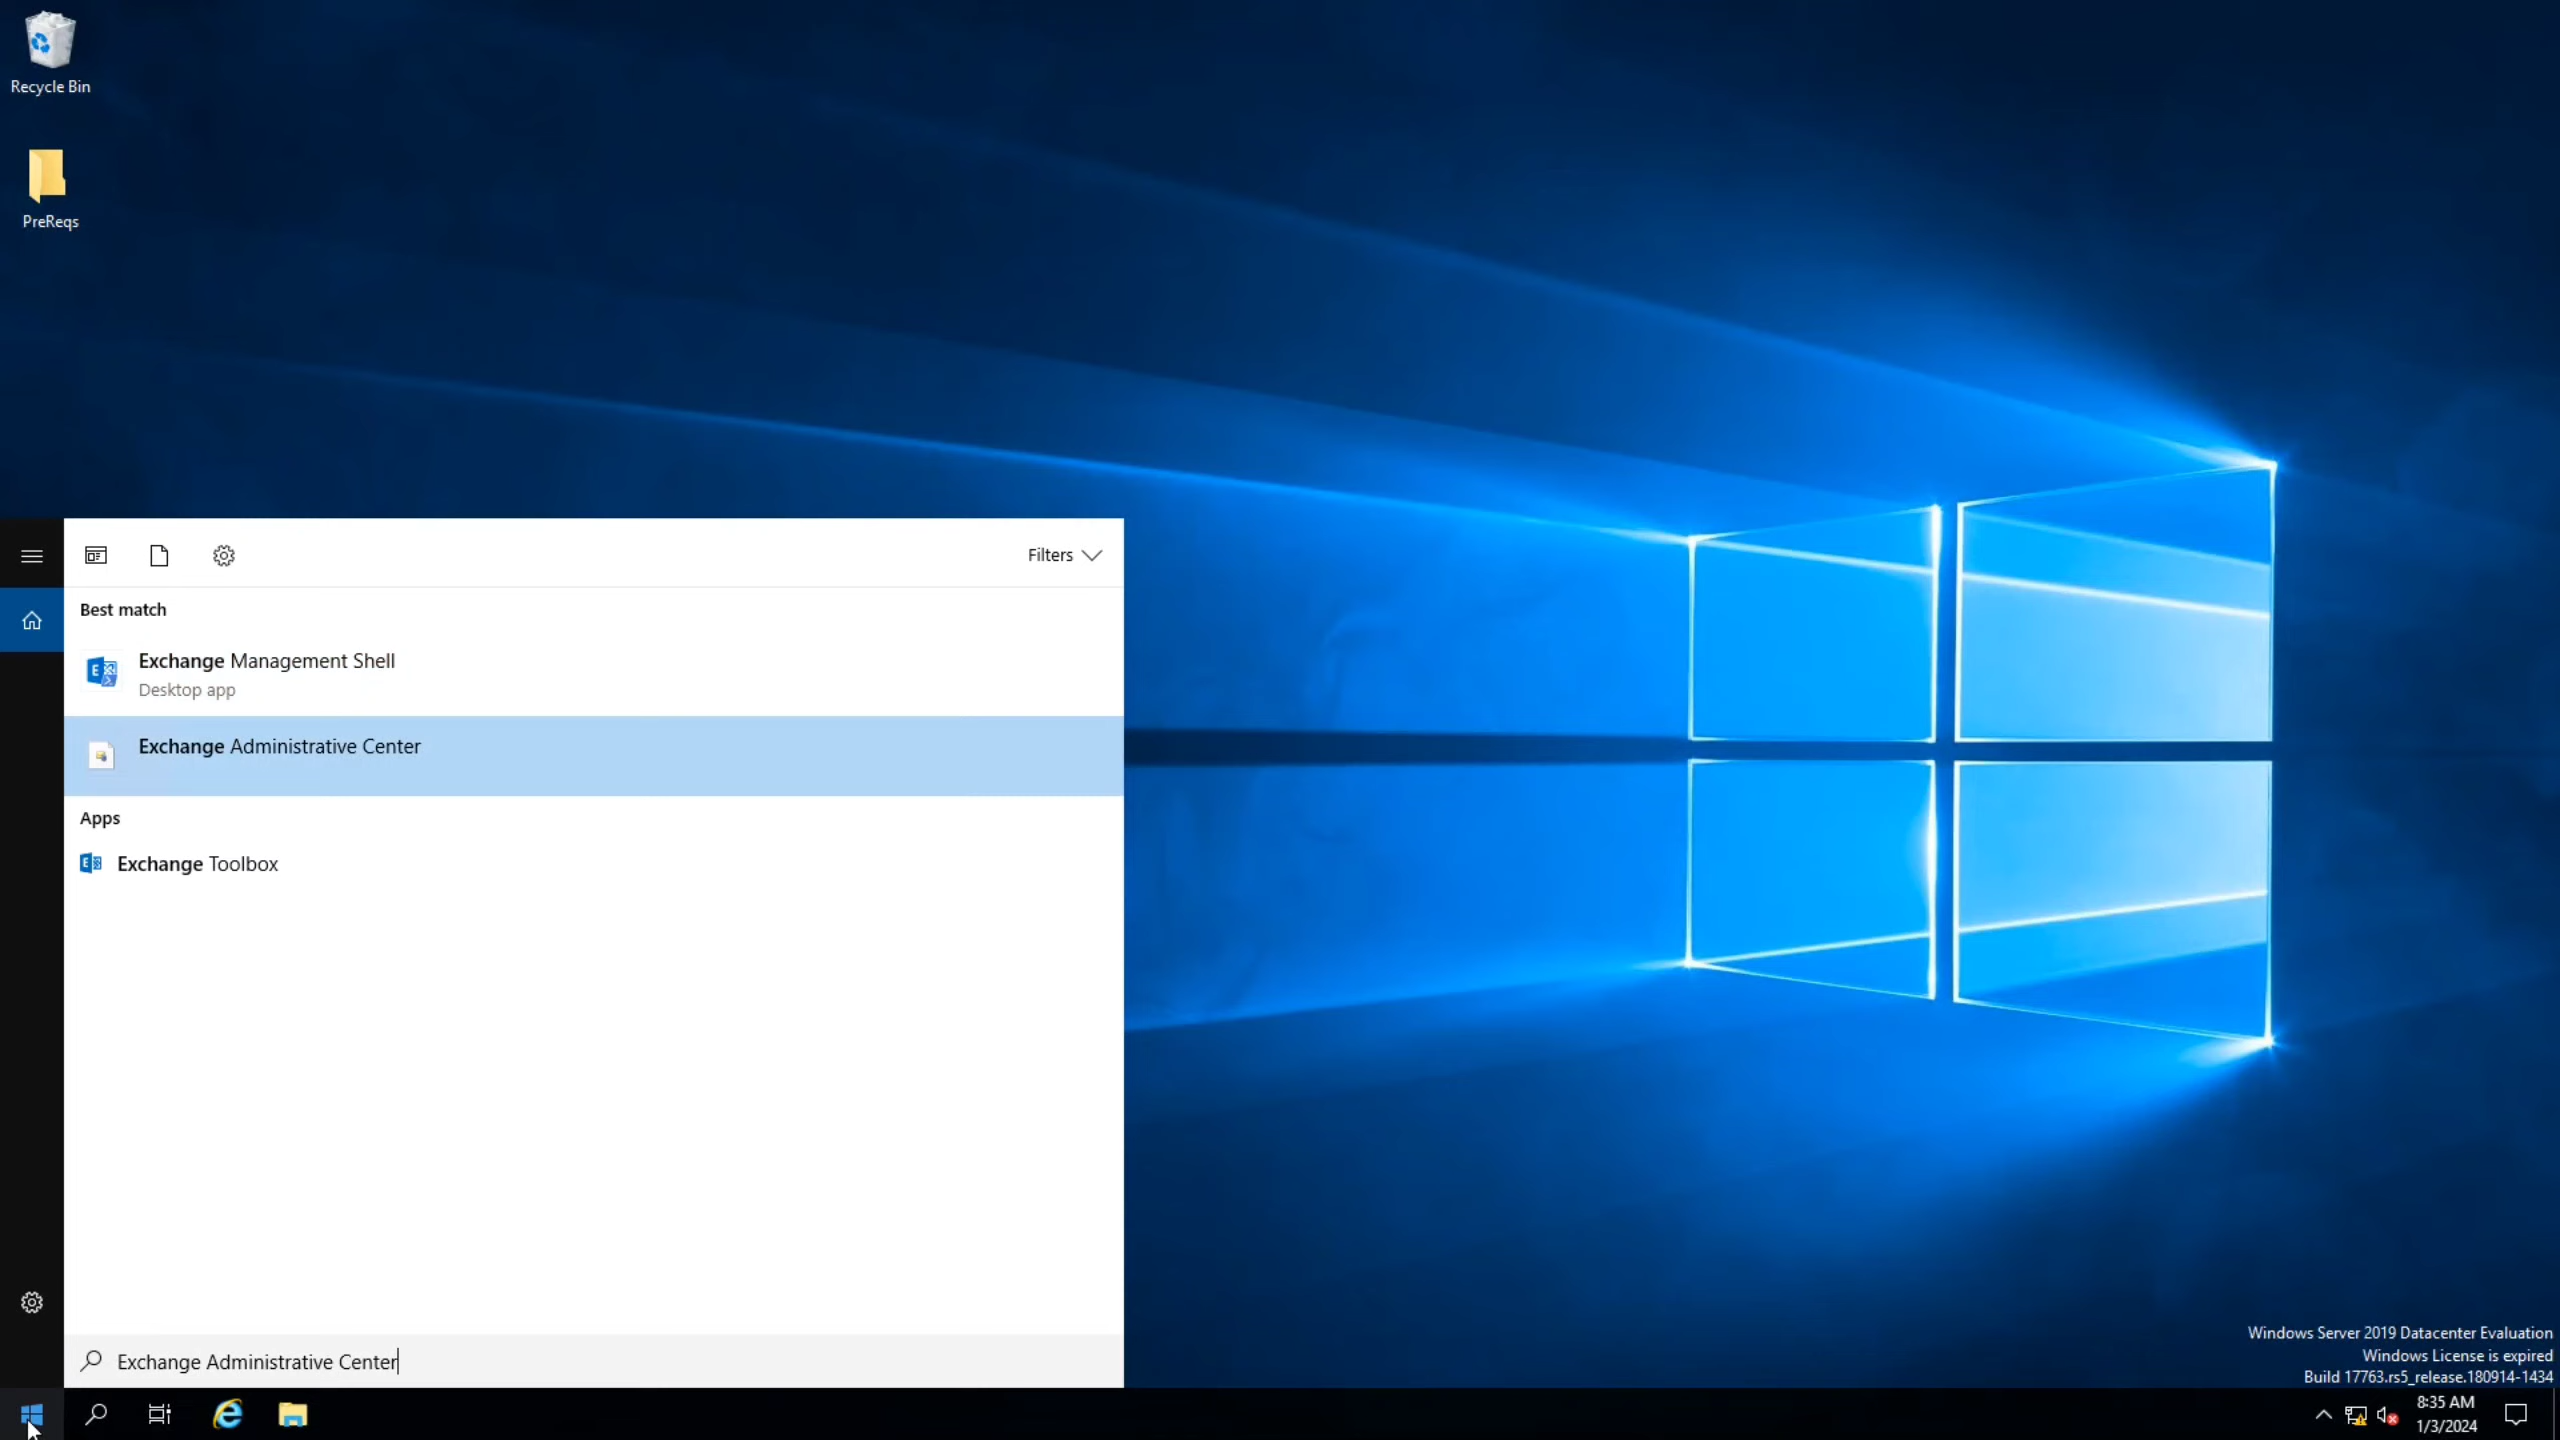 Recycle Bin
PreReqs
Filters
Best match
Exchange Management Shell
Desktop app
Exchange Administrative Center
Apps
Exchange Toolbox
Exchange Administrative Center
Windows Server 2019 Datacenter Evaluation
Windows License is expired
Build 17763.rs5_release.180914-1434
8:35 AM
1/3/2024